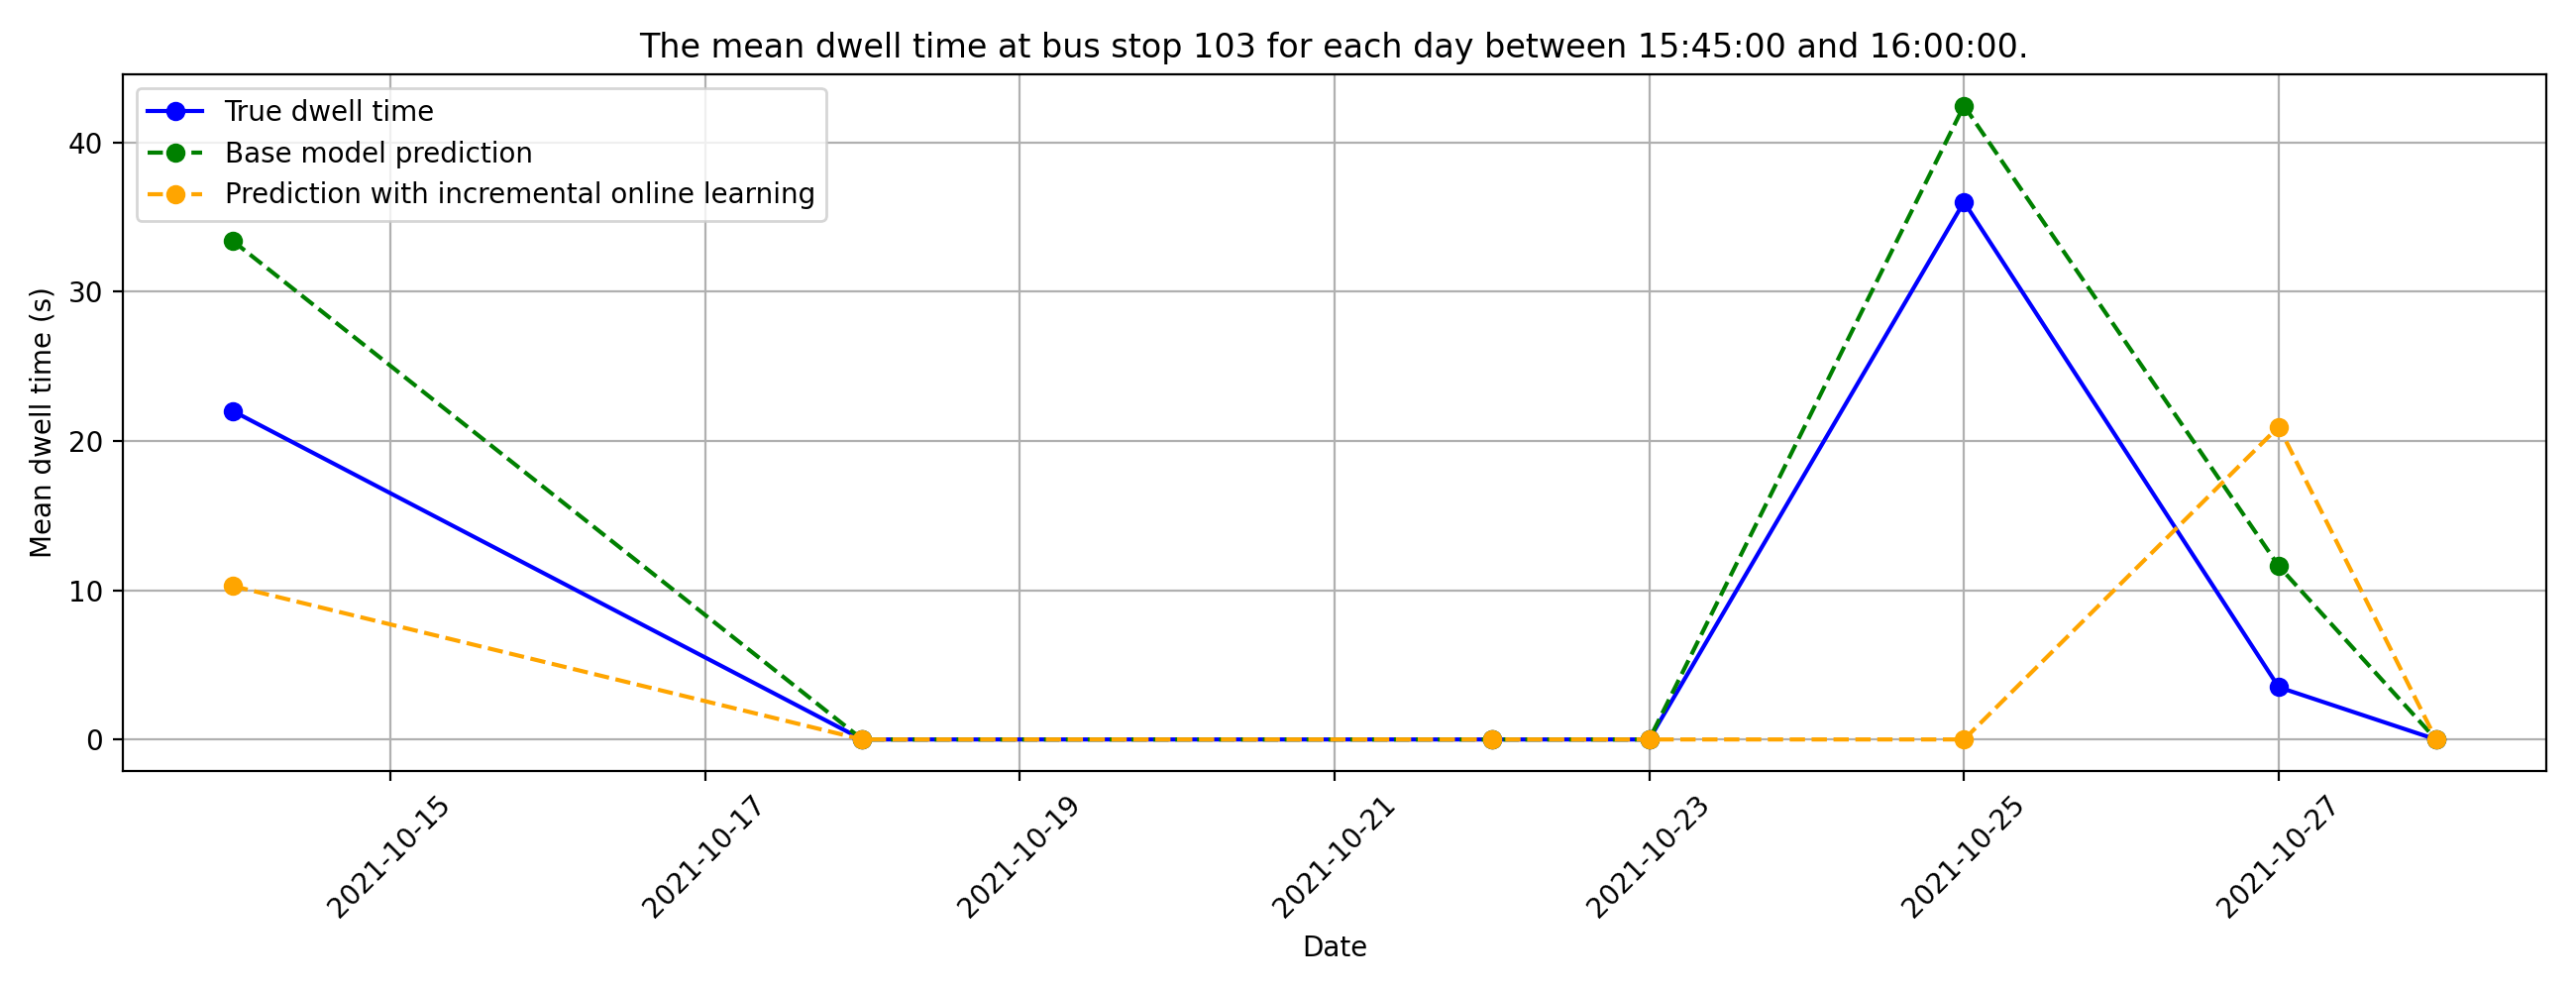 The mean dwell time at bus stop 103 for each day between 15:45:00 and 16:00:00.
True dwell time
Base model prediction
Prediction with incremental online learning
Mean dwell time (s)
40
30
20
10
0
2021-10-15
2021-10-17
2021-10-19
2021-10-21
2021-10-23
2021-10-25
2021-10-27
Date